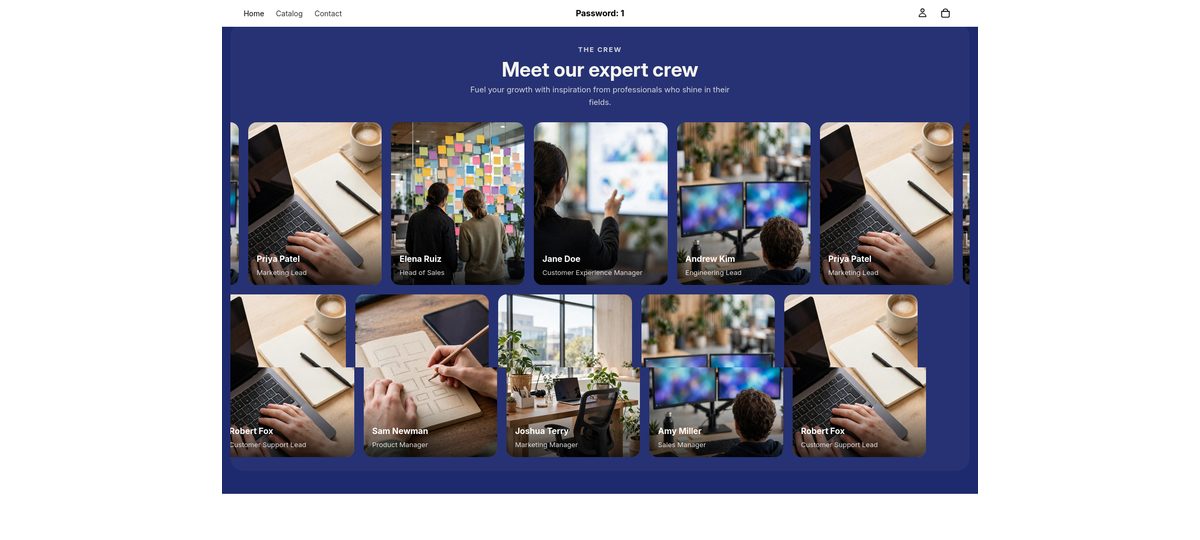 Home Catalog Contact Password: 1
THE CREW
Meet our expert crew
Fuel your growth with inspiration from professionals who shine in their
fields.
Priya Patel Elena Ruiz Jane Doe Andrew Kim Priya Patel
Marketing Lead Head of Sales Customer Experience Manager Engineering Lead Marketing Lead
Robert Fox Sam Newman Joshua Terry Amy Miller Robert Fox
Customer Support Lead Product Manager Marketing Manager Sales Manager Customer Support Lead